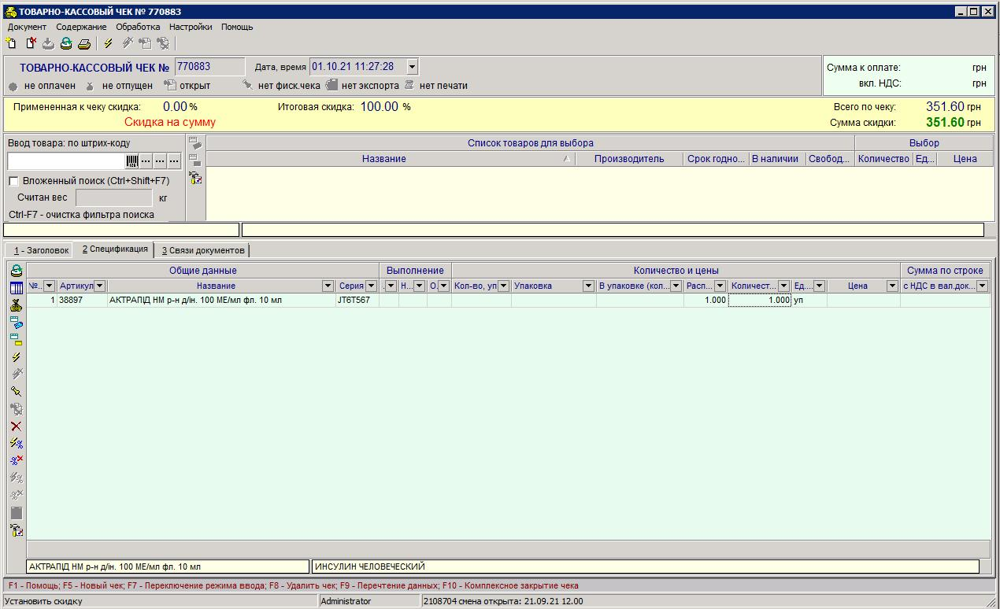 ТОВАРНО-КАССОВЫЙ ЧЕК № 770883
Документ Содержание Обработка Настройки Помощь
ТОВАРНО-КАССОВЫЙ ЧЕК № 770883 Дата, время 01.10.21 11:27:28
Сумма к оплате: грн
не оплачен не отпущен открыт нет фиск.чека нет экспорта нет печати
вкл. НДС: грн
Примененная к чеку скидка: 0.00 % Итоговая скидка: 100.00 % Всего по чеку: 351.60 грн
Скидка на сумму Сумма скидки: 351.60 грн
Ввод товара: по штрих-коду Список товаров для выбора Выбор
Название Производитель Срок годно... В наличии Свобод... Количество Ед... Цена
Вложенный поиск (Ctrl+Shift+F7)
Считан вес кг
Ctrl-F7 - очистка фильтра поиска
1 - Заголовок 2 Спецификация 3 Связи документов
Общие данные Выполнение Количество и цены Сумма по строке
№.. Артикул Название Серия . Н... О. Кол-во, уп Упаковка В упаковке (кол... Расп... Количест... Ед.... Цена с НДС в вал.док...
1 38897 АКТРАПІД НМ р-н д/ін. 100 МЕ/мл фл. 10 мл JT6T567 1.000 1.000 уп
АКТРАПІД НМ р-н д/ін. 100 МЕ/мл фл. 10 мл ИНСУЛИН ЧЕЛОВЕЧЕСКИЙ
F1 - Помощь; F5 - Новый чек; F7 - Переключение режима ввода; F8 - Удалить чек; F9 - Перечтение данных; F10 - Комплексное закрытие чека
Установить скидку Administrator 2108704 смена открыта: 21.09.21 12.00